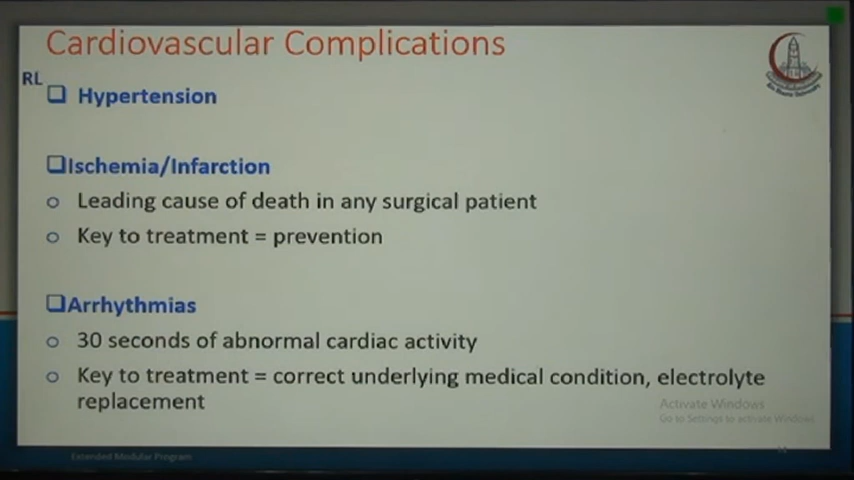 Cardiovascular Complications
RL
❑ Hypertension
❑Ischemia/Infarction
o Leading cause of death in any surgical patient
o Key to treatment = prevention
❑Arrhythmias
o 30 seconds of abnormal cardiac activity
o Key to treatment = correct underlying medical condition, electrolyte
replacement
Activate Windows
Go to Settings to activate Windows.
Extended Modular Program